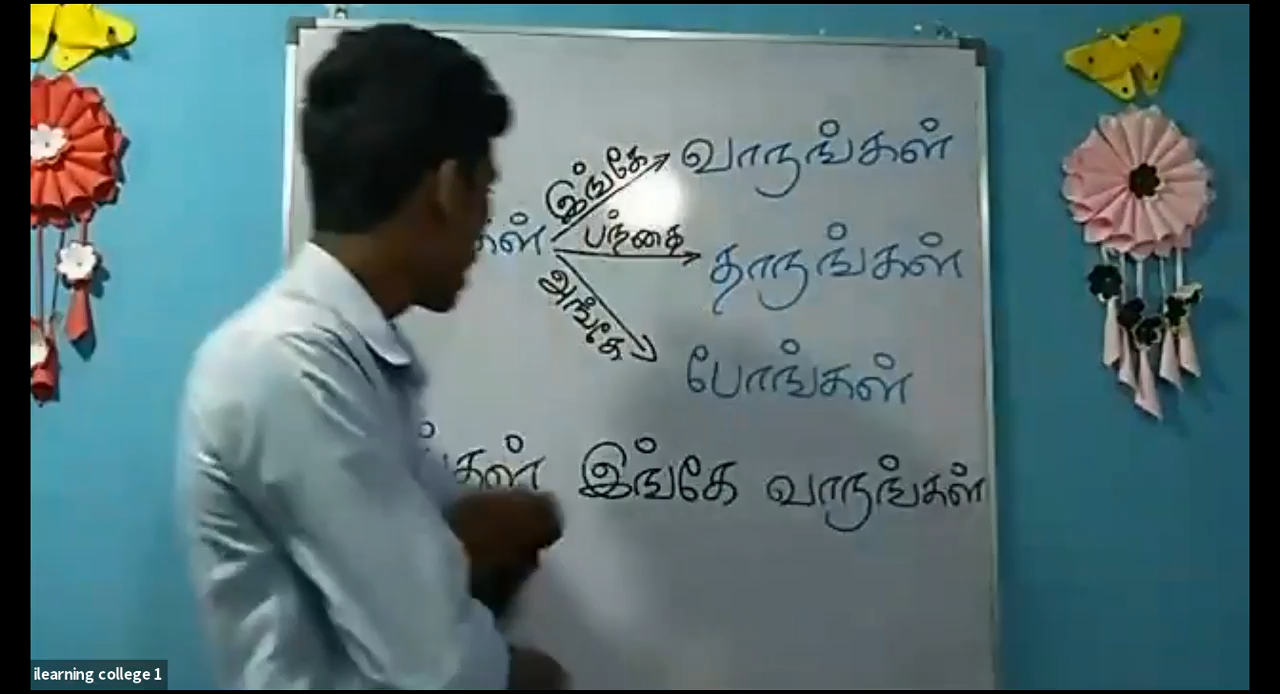 இங்கே வாருங்கள்
பந்தை தாருங்கள்
அங்கே போங்கள்
இங்கே வாருங்கள்
ilearning college 1